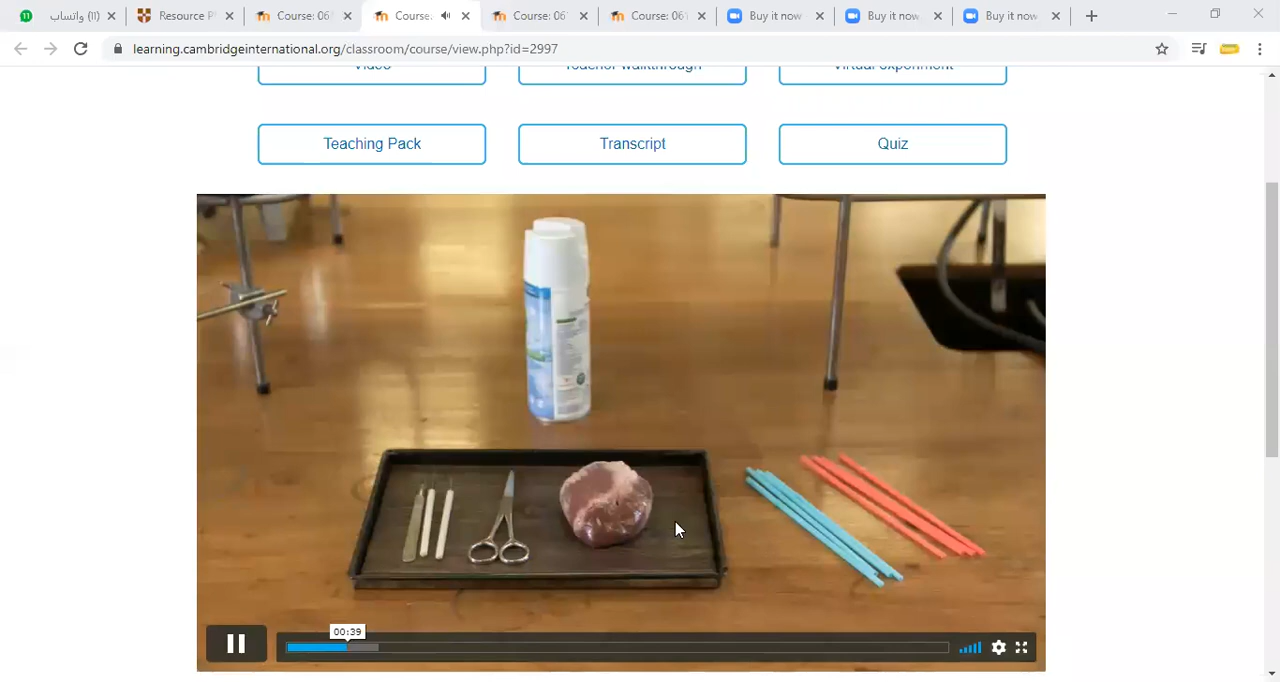 (11) واتساب
Resource P
Course: 06/
Course:
Course: 06'
Course: 061
Buy it now
Buy it now
Buy it now
learning.cambridgeinternational.org/classroom/course/view.php?id=2997
Video
Teacher walkthrough
Virtual experiment
Teaching Pack
Transcript
Quiz
00:39